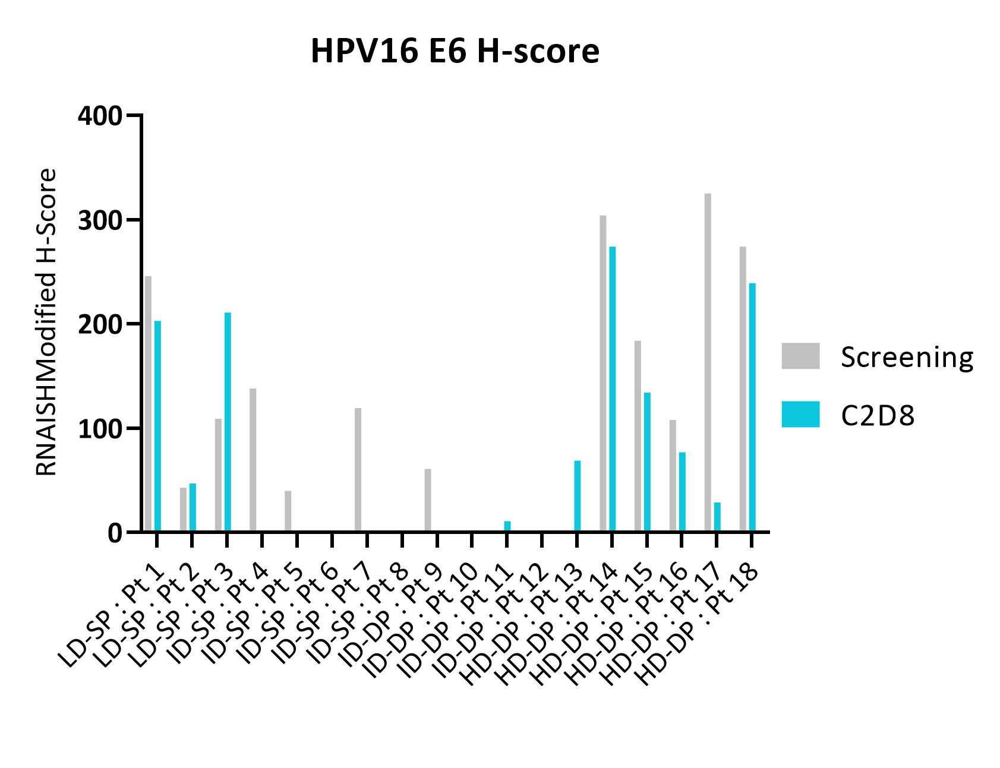 HPV16 E6 H-score
RNAISHModified H-Score
400
300
200
100
0
LD-SP : Pt 1
LD-SP : Pt 2
LD-SP : Pt 3
ID-SP : Pt 4
ID-SP : Pt 5
ID-SP : Pt 6
ID-SP : Pt 7
ID-SP : Pt 8
ID-DP : Pt 9
ID-DP : Pt 10
ID-DP : Pt 11
ID-DP : Pt 12
HD-DP : Pt 13
HD-DP : Pt 14
HD-DP : Pt 15
HD-DP : Pt 16
HD-DP : Pt 17
HD-DP : Pt 18
Screening
C2D8